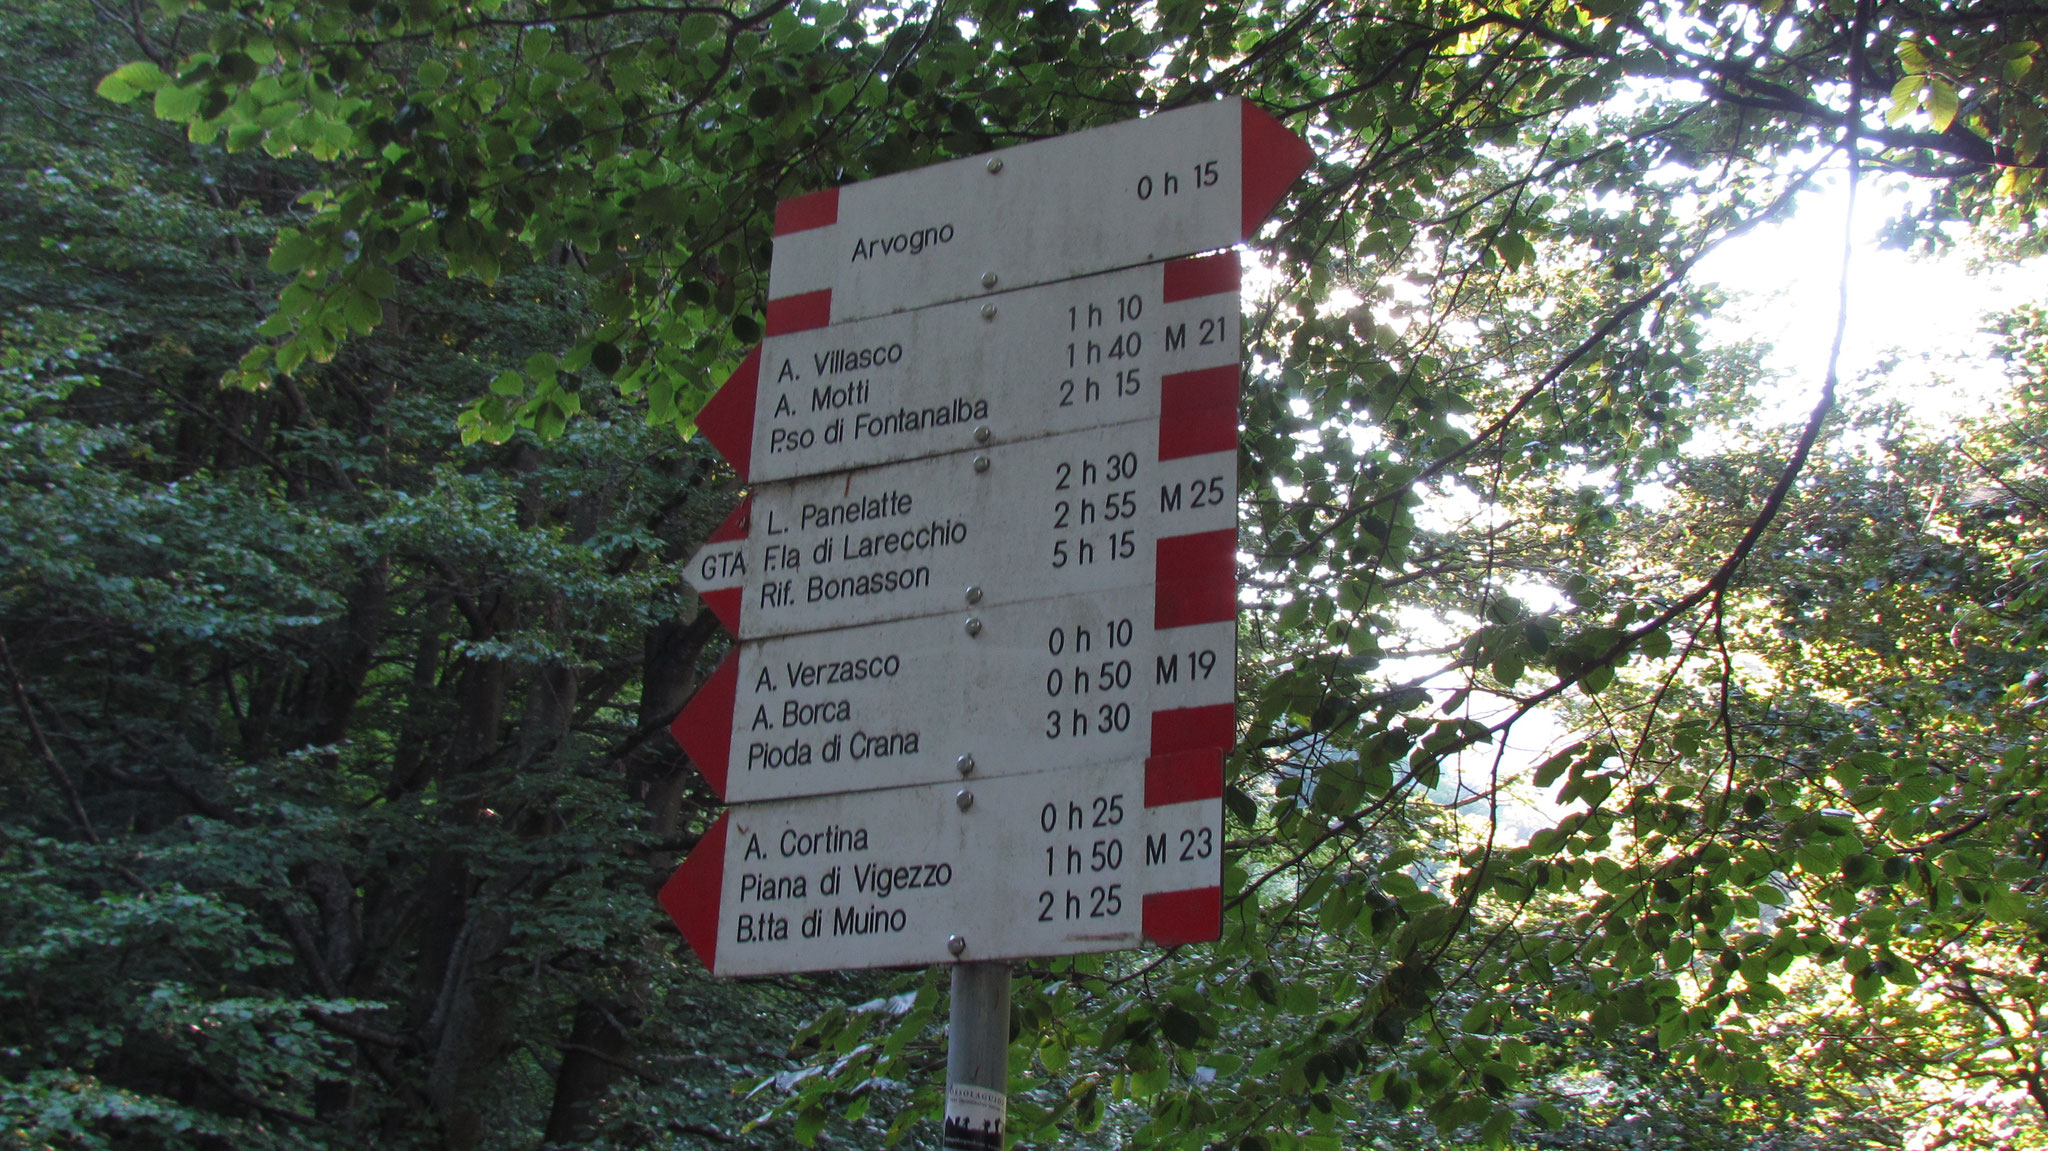 Arvogno 0 h 15
A. Villasco 1 h 10
A. Motti 1 h 40 M 21
P.so di Fontanalba 2 h 15
L. Panelatte 2 h 30
GTA F.la di Larecchio 2 h 55 M 25
Rif. Bonasson 5 h 15
A. Verzasco 0 h 10
A. Borca 0 h 50 M 19
Pioda di Crana 3 h 30
A. Cortina 0 h 25
Piana di Vigezzo 1 h 50 M 23
B.tta di Muino 2 h 25